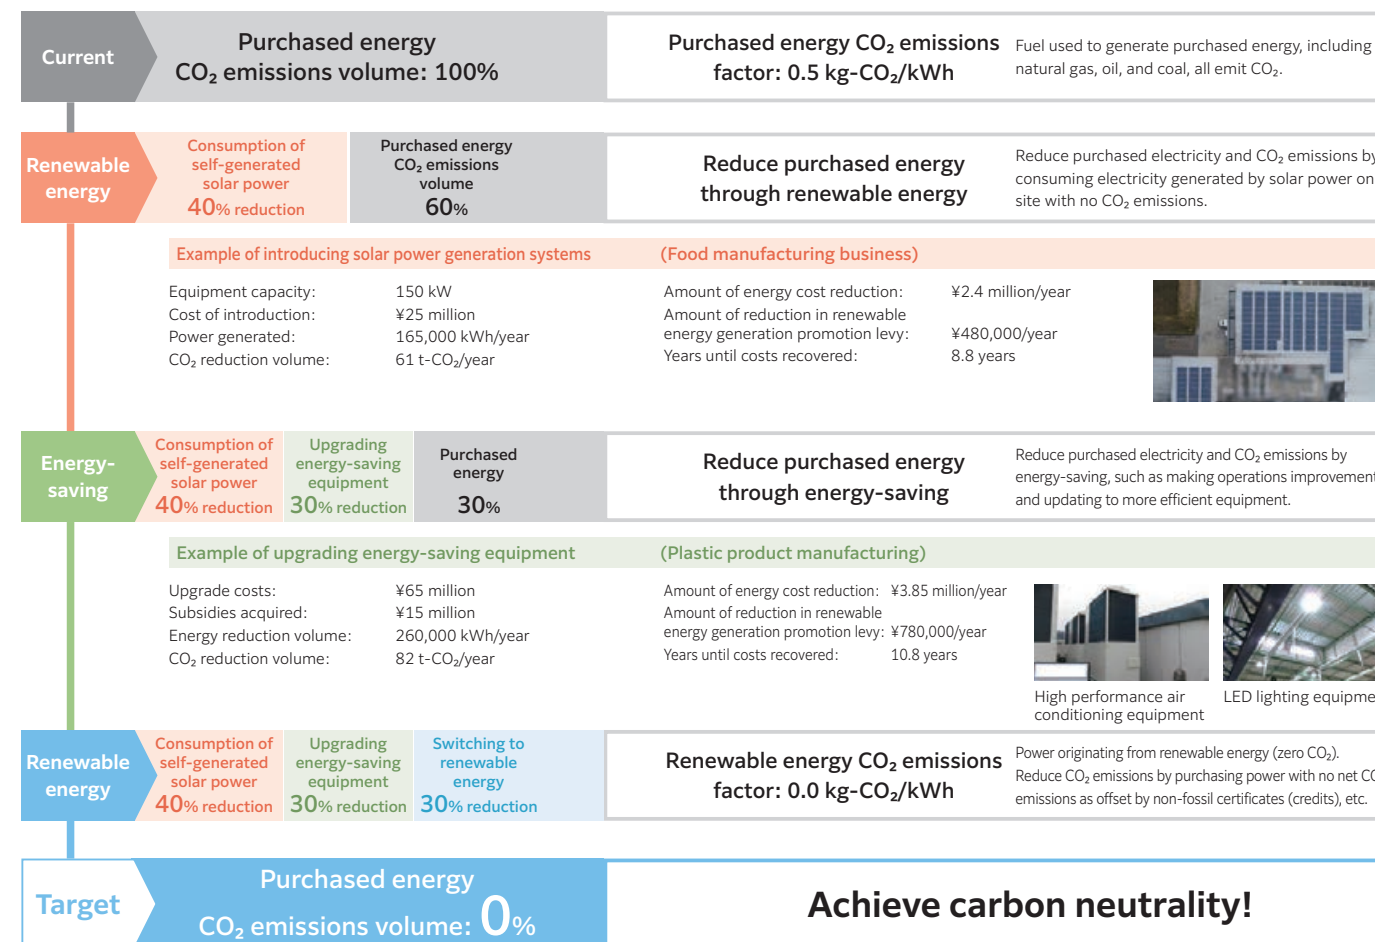 Current
Purchased energy
CO₂ emissions volume: 100%
Purchased energy CO₂ emissions
factor: 0.5 kg-CO₂/kWh
Fuel used to generate purchased energy, including
natural gas, oil, and coal, all emit CO₂.
Renewable
energy
Consumption of
self-generated
solar power
40% reduction
Purchased energy
CO₂ emissions
volume
60%
Reduce purchased energy
through renewable energy
Reduce purchased electricity and CO₂ emissions by
consuming electricity generated by solar power on
site with no CO₂ emissions.
Example of introducing solar power generation systems (Food manufacturing business)
Equipment capacity: 150 kW
Cost of introduction: ¥25 million
Power generated: 165,000 kWh/year
CO₂ reduction volume: 61 t-CO₂/year
Amount of energy cost reduction: ¥2.4 million/year
Amount of reduction in renewable
energy generation promotion levy: ¥480,000/year
Years until costs recovered: 8.8 years
Energy-
saving
Consumption of
self-generated
solar power
40% reduction
Upgrading
energy-saving
equipment
30% reduction
Purchased
energy
30%
Reduce purchased energy
through energy-saving
Reduce purchased electricity and CO₂ emissions by
energy-saving, such as making operations improvement
and updating to more efficient equipment.
Example of upgrading energy-saving equipment (Plastic product manufacturing)
Upgrade costs: ¥65 million
Subsidies acquired: ¥15 million
Energy reduction volume: 260,000 kWh/year
CO₂ reduction volume: 82 t-CO₂/year
Amount of energy cost reduction: ¥3.85 million/year
Amount of reduction in renewable
energy generation promotion levy: ¥780,000/year
Years until costs recovered: 10.8 years
High performance air
conditioning equipment
LED lighting equipme
Renewable
energy
Consumption of
self-generated
solar power
40% reduction
Upgrading
energy-saving
equipment
30% reduction
Switching to
renewable
energy
30% reduction
Renewable energy CO₂ emissions
factor: 0.0 kg-CO₂/kWh
Power originating from renewable energy (zero CO₂).
Reduce CO₂ emissions by purchasing power with no net CO
emissions as offset by non-fossil certificates (credits), etc.
Target
Purchased energy
CO₂ emissions volume: 0%
Achieve carbon neutrality!